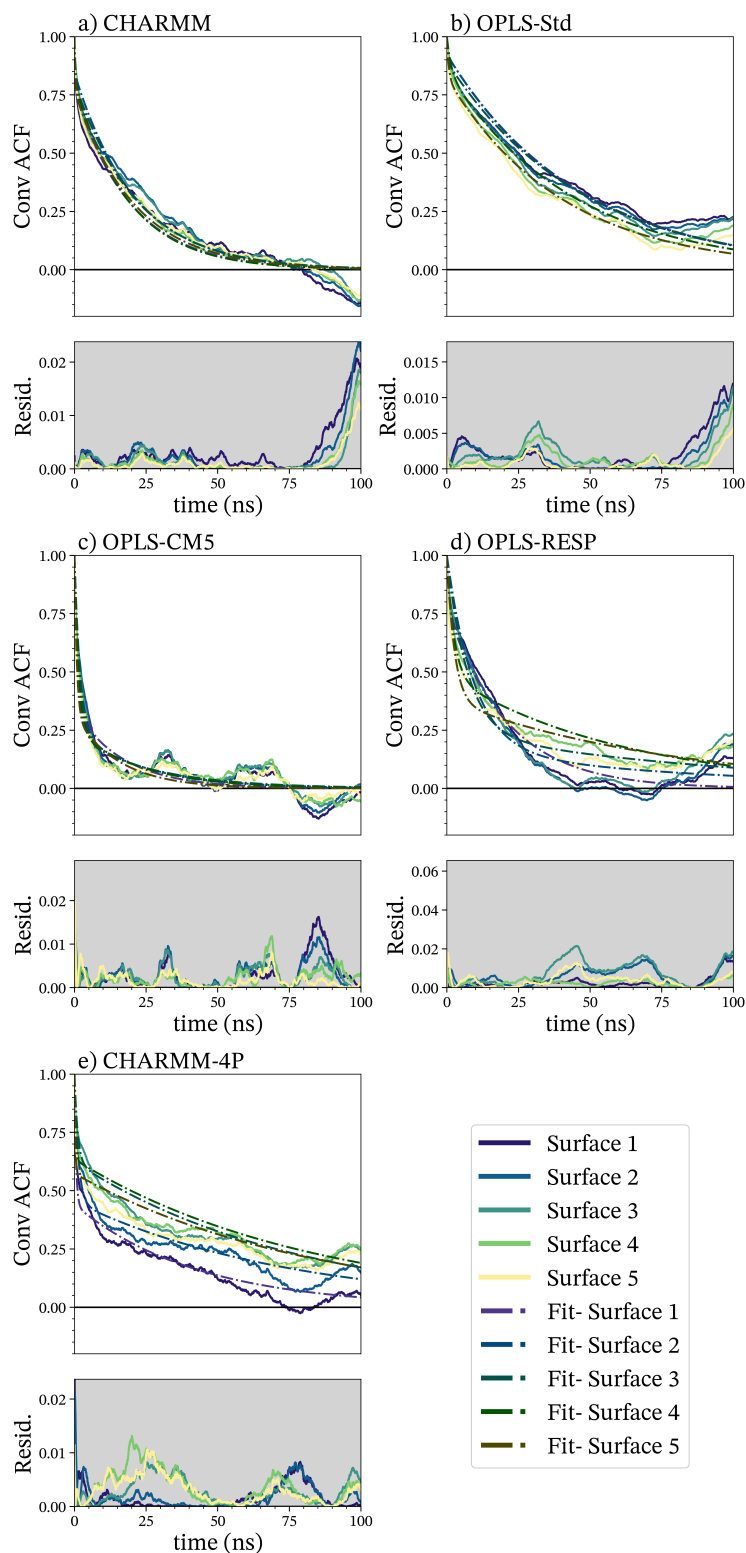 a) CHARMM
1.00
0.75
0.50
0.25
0.00
Conv ACF
0.02
0.01
0.00
Resid.
0
25
50
75
100
time (ns)
b) OPLS-Std
1.00
0.75
0.50
0.25
0.00
Conv ACF
0.015
0.010
0.005
0.000
Resid.
0
25
50
75
100
time (ns)
c) OPLS-CM5
1.00
0.75
0.50
0.25
0.00
Conv ACF
0.02
0.01
0.00
Resid.
0
25
50
75
100
time (ns)
d) OPLS-RESP
1.00
0.75
0.50
0.25
0.00
Conv ACF
0.06
0.04
0.02
0.00
Resid.
0
25
50
75
100
time (ns)
e) CHARMM-4P
1.00
0.75
0.50
0.25
0.00
Conv ACF
0.02
0.01
0.00
Resid.
0
25
50
75
100
time (ns)
Surface 1
Surface 2
Surface 3
Surface 4
Surface 5
Fit- Surface 1
Fit- Surface 2
Fit- Surface 3
Fit- Surface 4
Fit- Surface 5